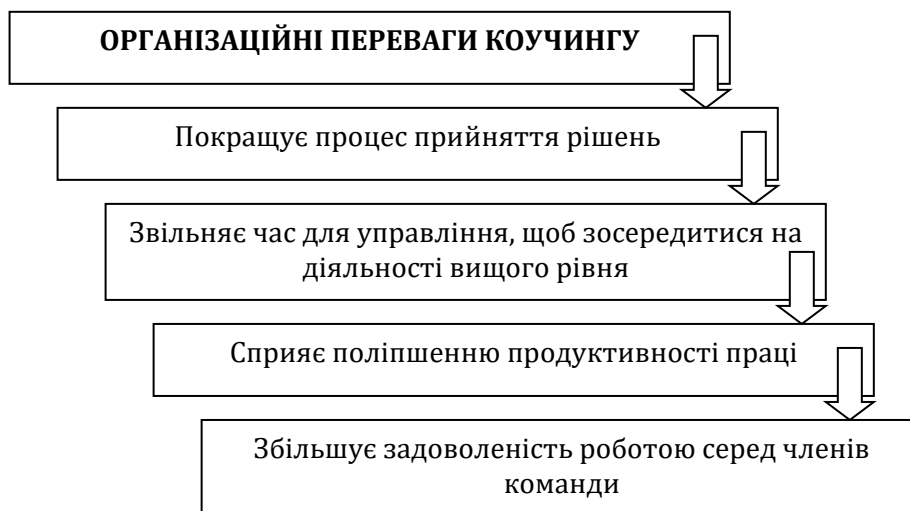 ОРГАНІЗАЦІЙНІ ПЕРЕВАГИ КОУЧИНГУ
Покращує процес прийняття рішень
Звільняє час для управління, щоб зосередитися на
діяльності вищого рівня
Сприяє поліпшенню продуктивності праці
Збільшує задоволеність роботою серед членів
команди